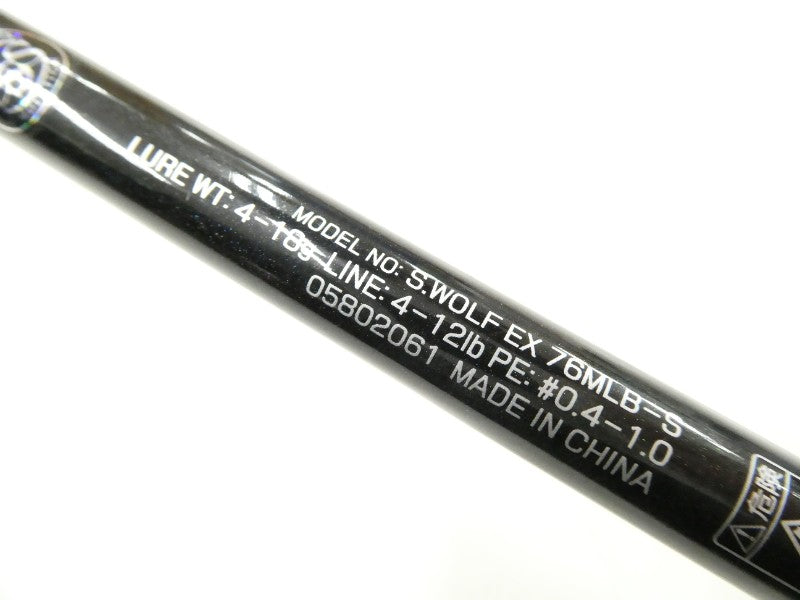 MODEL NO: S.WOLF EX 76MLB-S
LURE WT: 4-18g LINE: 4-12lb PE: #0.4-1.0
05802061 MADE IN CHINA
危険